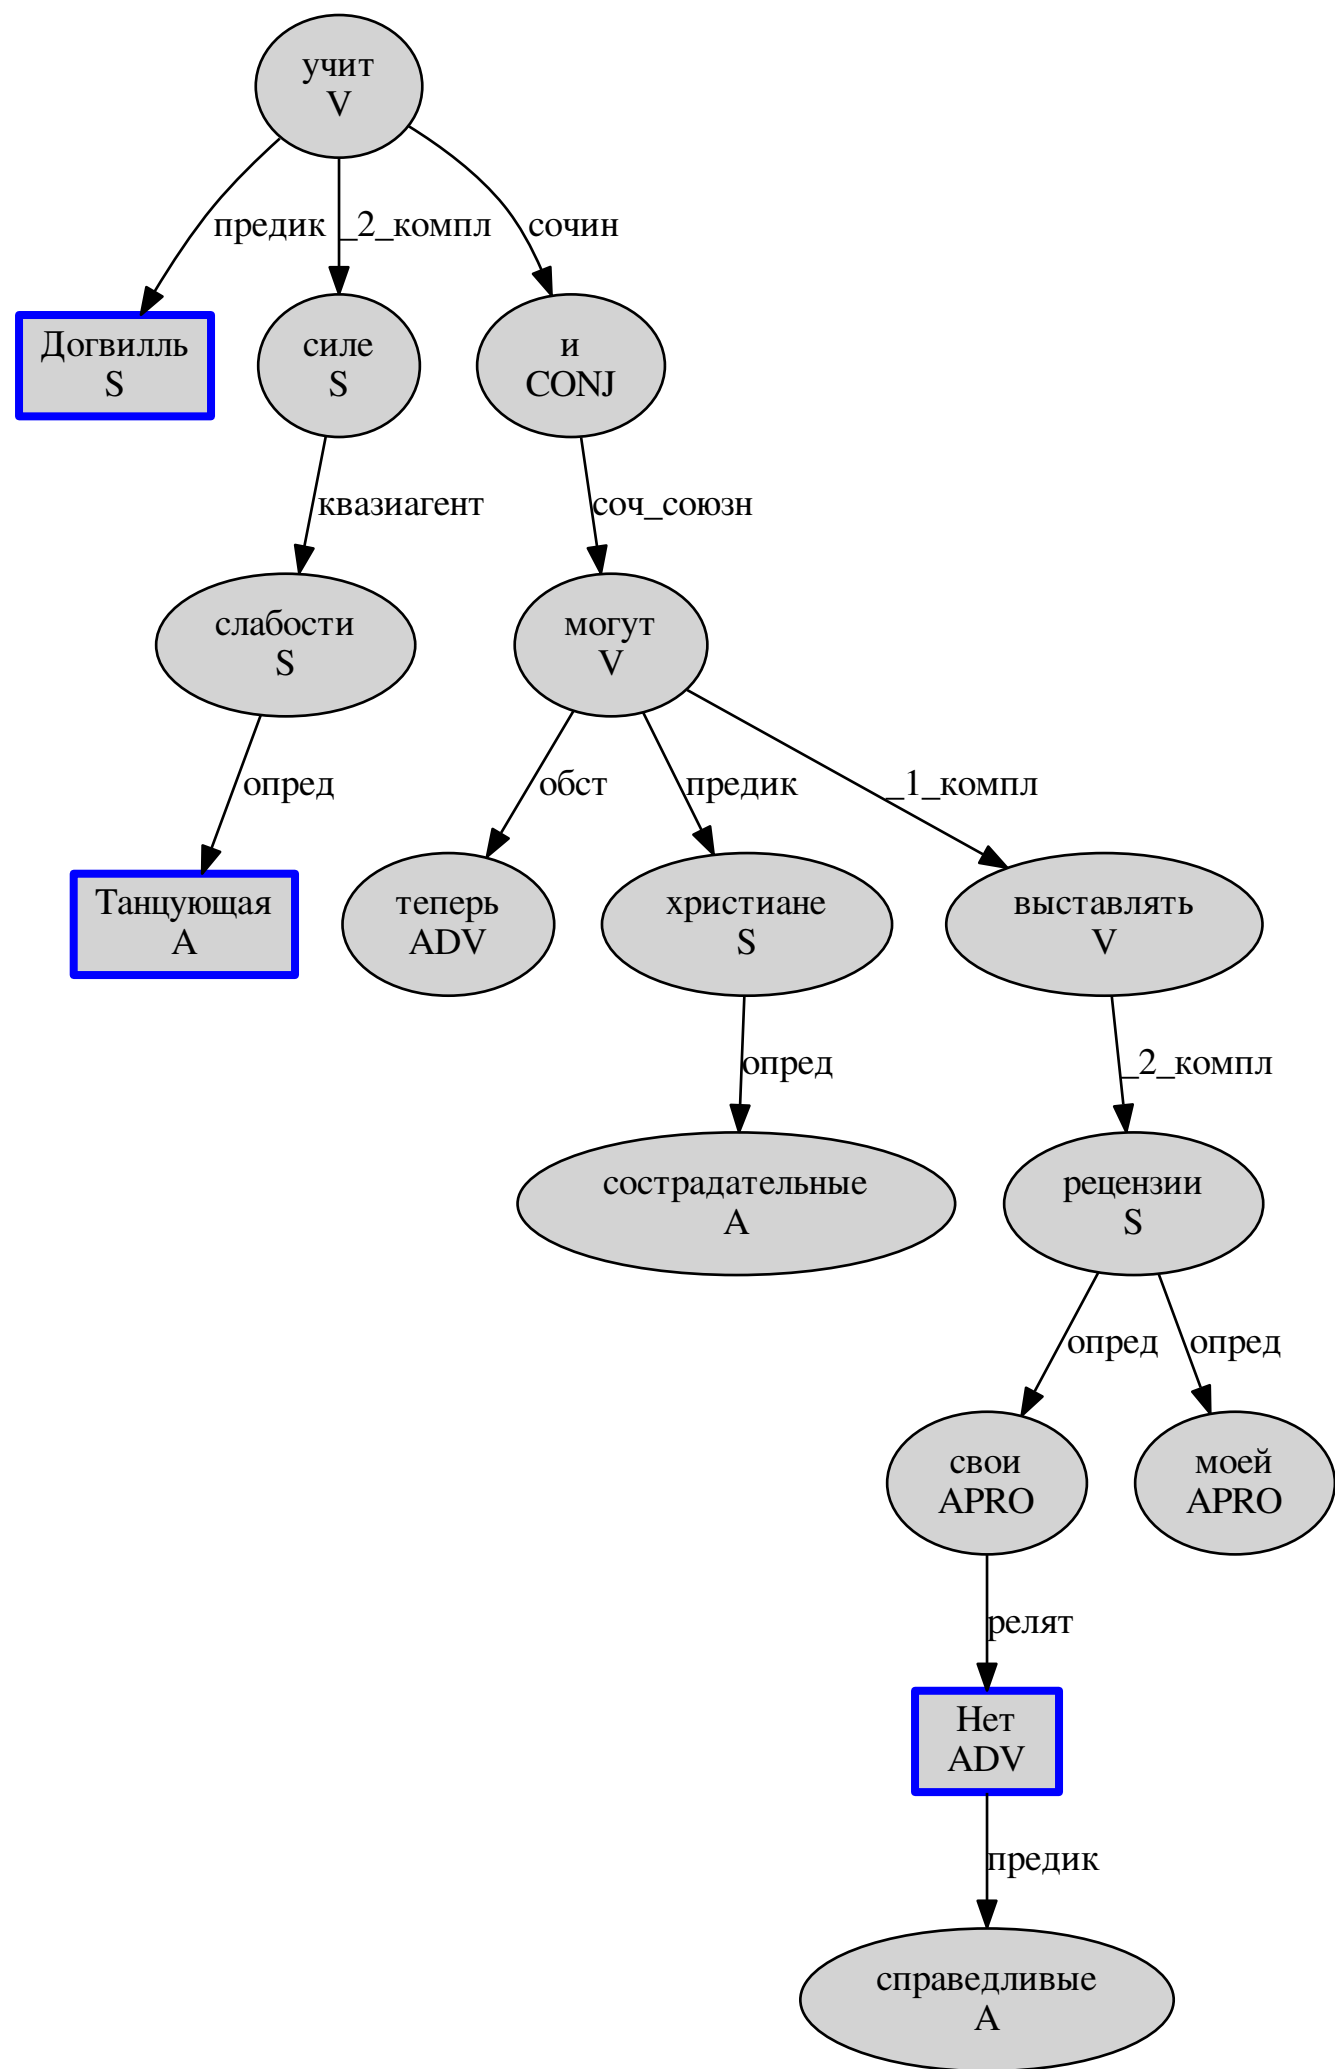 учит
V
предик
_2_компл
сочин
Догвилль
S
силе
S
и
CONJ
квазиагент
соч_союзн
слабости
S
могут
V
опред
обст
предик
_1_компл
Танцующая
A
теперь
ADV
христиане
S
выставлять
V
опред
_2_компл
сострадательные
A
рецензии
S
опред
опред
свои
APRO
моей
APRO
релят
Нет
ADV
предик
справедливые
A